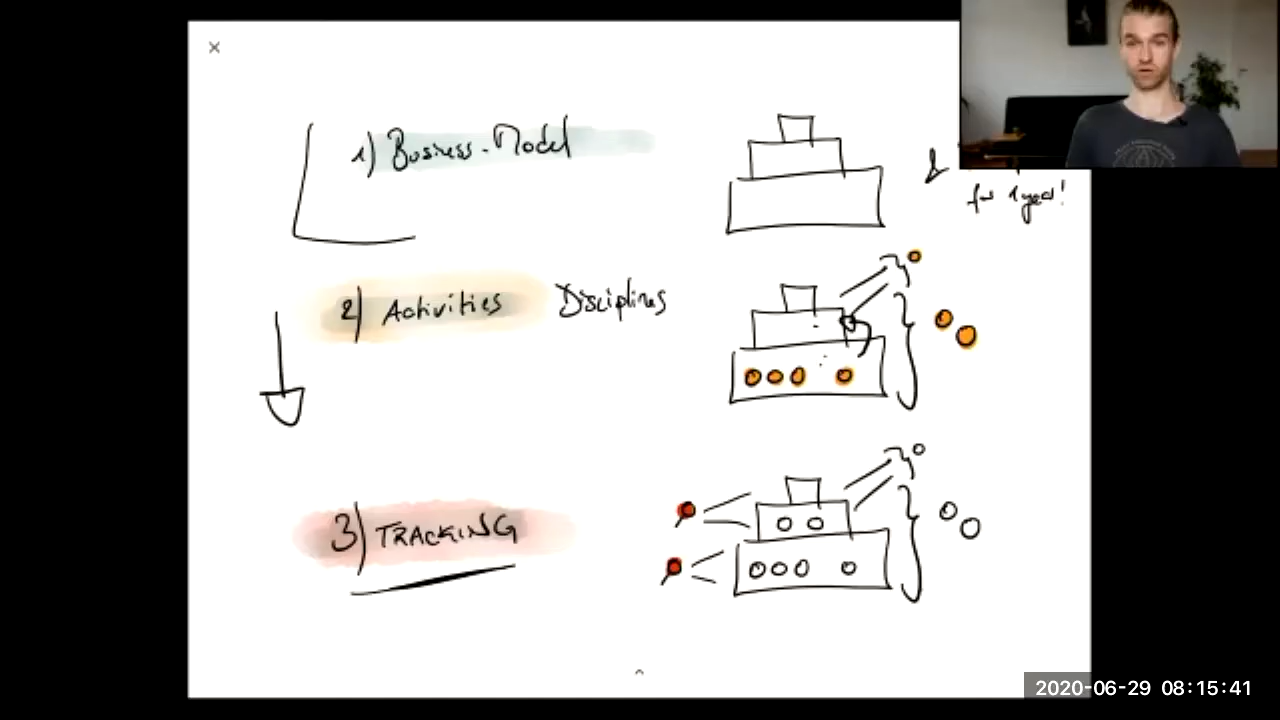 1) Business-Model
&
for 1 year!
2) Activities Disciplines
3) TRACKING
2020-06-29 08:15:41